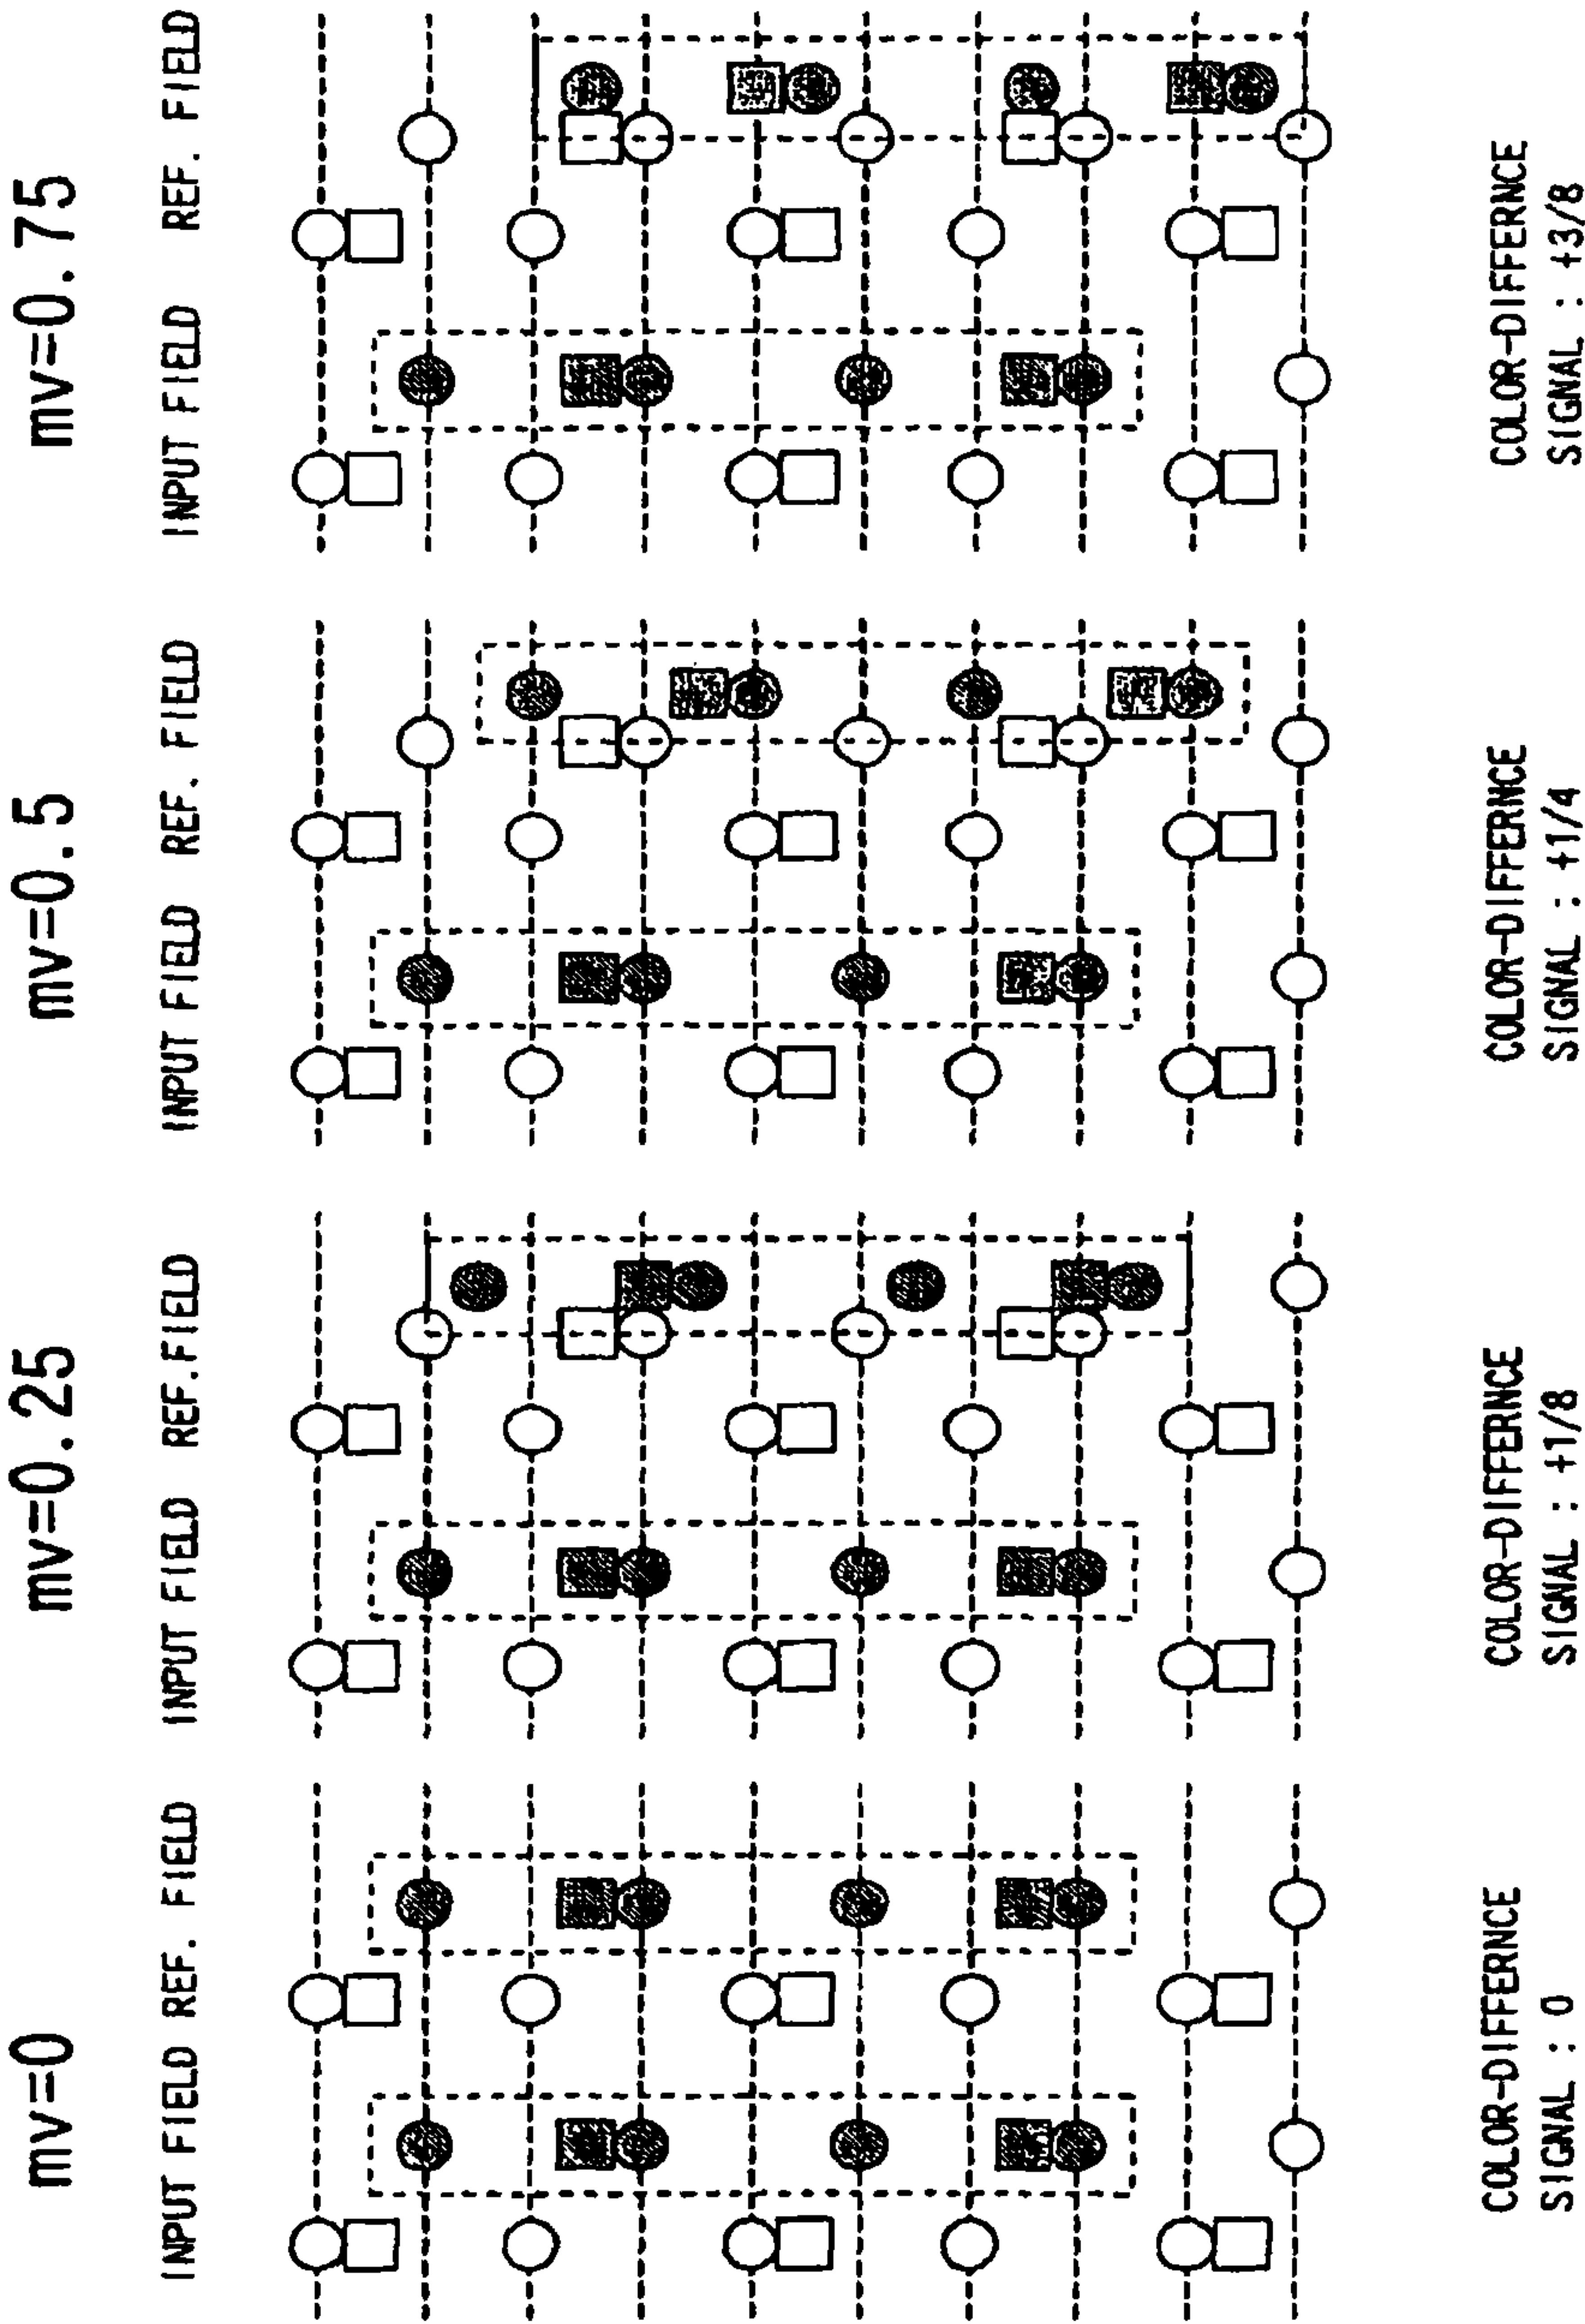 mv=0
mv=0.25
mv=0.5
mv=0.75
INPUT FIELD REF. FIELD
INPUT FIELD REF.FIELD
INPUT FIELD REF. FIELD
INPUT FIELD REF. FIELD
COLOR-DIFFERNCE
SIGNAL : 0
COLOR-DIFFERNCE
SIGNAL : +1/8
COLOR-DIFFERNCE
SIGNAL : +1/4
COLOR-DIFFERNCE
SIGNAL : +3/8